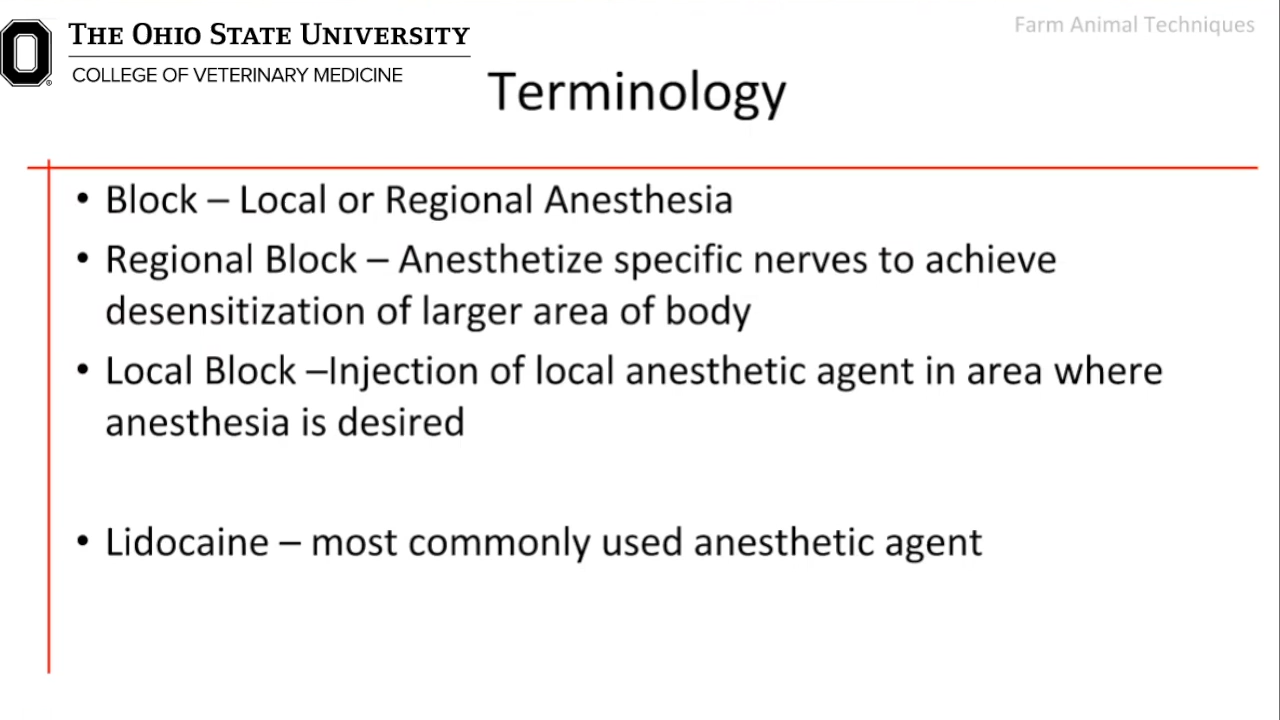 THE OHIO STATE UNIVERSITY
COLLEGE OF VETERINARY MEDICINE
Farm Animal Techniques
Terminology
• Block – Local or Regional Anesthesia
• Regional Block – Anesthetize specific nerves to achieve
desensitization of larger area of body
• Local Block –Injection of local anesthetic agent in area where
anesthesia is desired
• Lidocaine – most commonly used anesthetic agent